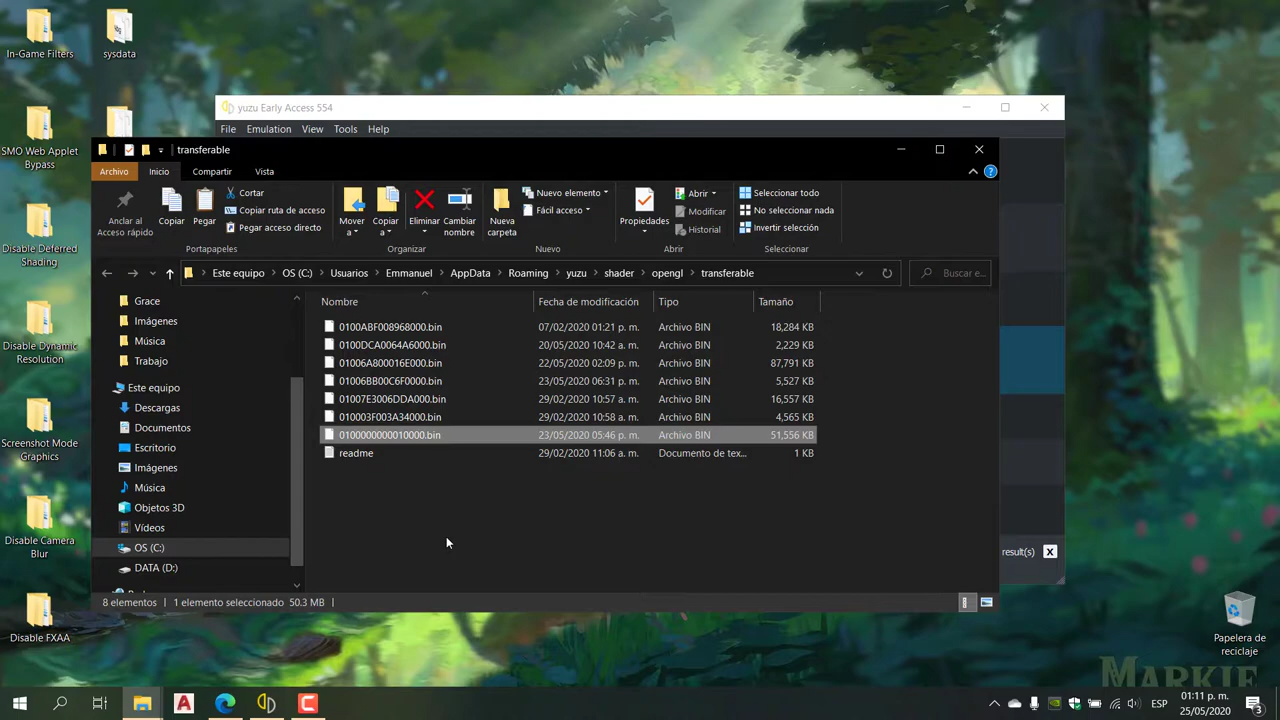 In-Game Filters
sysdata
SMO Web Applet
Bypass
Disable Deferred
Shading
Disable Dynamic
Resolution
Screenshot Mode
Graphics
Disable Camera
Blur
Disable FXAA
yuzu Early Access 554
File Emulation View Tools Help
transferable
Archivo Inicio Compartir Vista
Anclar al
Acceso rápido
Copiar
Pegar
Cortar
Copiar ruta de acceso
Pegar acceso directo
Portapapeles
Mover
a
Copiar
a
Eliminar
Cambiar
nombre
Organizar
Nueva
carpeta
Nuevo elemento
Fácil acceso
Nuevo
Propiedades
Abrir
Modificar
Historial
Abrir
Seleccionar todo
No seleccionar nada
Invertir selección
Seleccionar
Este equipo > OS (C:) > Usuarios > Emmanuel > AppData > Roaming > yuzu > shader > opengl > transferable
Buscar e...
Grace
Imágenes
Música
Trabajo
Este equipo
Descargas
Documentos
Escritorio
Imágenes
Música
Objetos 3D
Vídeos
OS (C:)
DATA (D:)
Nombre Fecha de modificación Tipo Tamaño
0100ABF008968000.bin 07/02/2020 01:21 p. m. Archivo BIN 18,284 KB
0100DCA0064A6000.bin 20/05/2020 10:42 a. m. Archivo BIN 2,229 KB
01006A800016E000.bin 22/05/2020 02:09 p. m. Archivo BIN 87,791 KB
01006BB00C6F0000.bin 23/05/2020 06:31 p. m. Archivo BIN 5,527 KB
01007E3006DDA000.bin 29/02/2020 10:57 a. m. Archivo BIN 16,557 KB
010003F003A34000.bin 29/02/2020 10:58 a. m. Archivo BIN 4,565 KB
0100000000010000.bin 23/05/2020 05:46 p. m. Archivo BIN 51,556 KB
readme 29/02/2020 11:06 a. m. Documento de tex... 1 KB
result(s) X
8 elementos 1 elemento seleccionado 50.3 MB
Papelera de
reciclaje
MARKIE
ESP
01:11 p. m.
25/05/2020
3